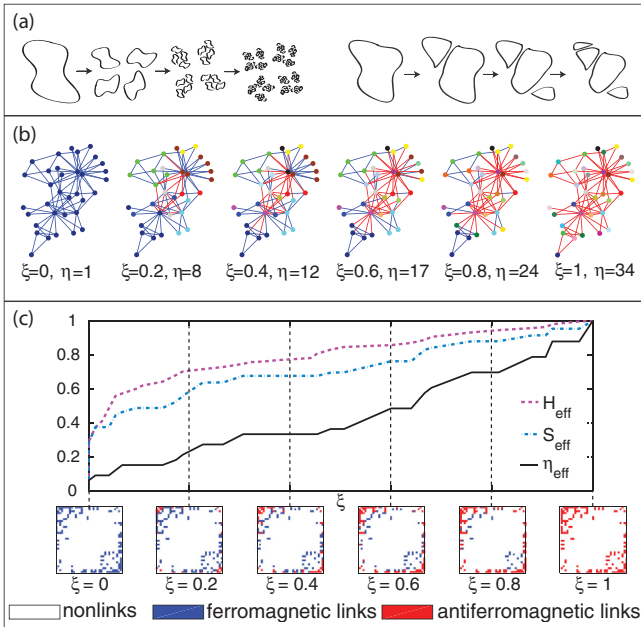 (a)
(b)
ξ=0, η=1 ξ=0.2, η=8 ξ=0.4, η=12 ξ=0.6, η=17 ξ=0.8, η=24 ξ=1, η=34
(c)
1
0.8
0.6
0.4
0.2
0
H_eff
S_eff
η_eff
ξ
ξ = 0 ξ = 0.2 ξ = 0.4 ξ = 0.6 ξ = 0.8 ξ = 1
nonlinks ferromagnetic links antiferromagnetic links